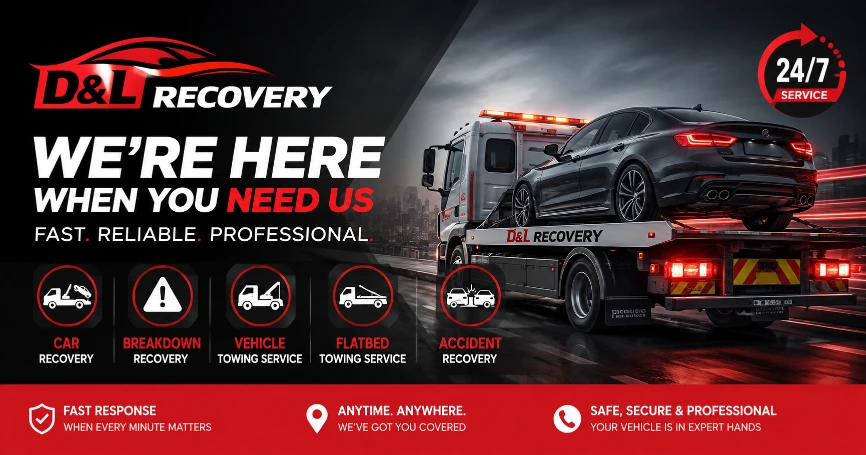 D&L RECOVERY
24/7
SERVICE
WE'RE HERE
WHEN YOU NEED US
FAST. RELIABLE. PROFESSIONAL.
D&L RECOVERY
CAR
RECOVERY
BREAKDOWN
RECOVERY
VEHICLE
TOWING SERVICE
FLATBED
TOWING SERVICE
ACCIDENT
RECOVERY
FAST RESPONSE
WHEN EVERY MINUTE MATTERS
ANYTIME. ANYWHERE.
WE'VE GOT YOU COVERED
SAFE, SECURE & PROFESSIONAL
YOUR VEHICLE IS IN EXPERT HANDS